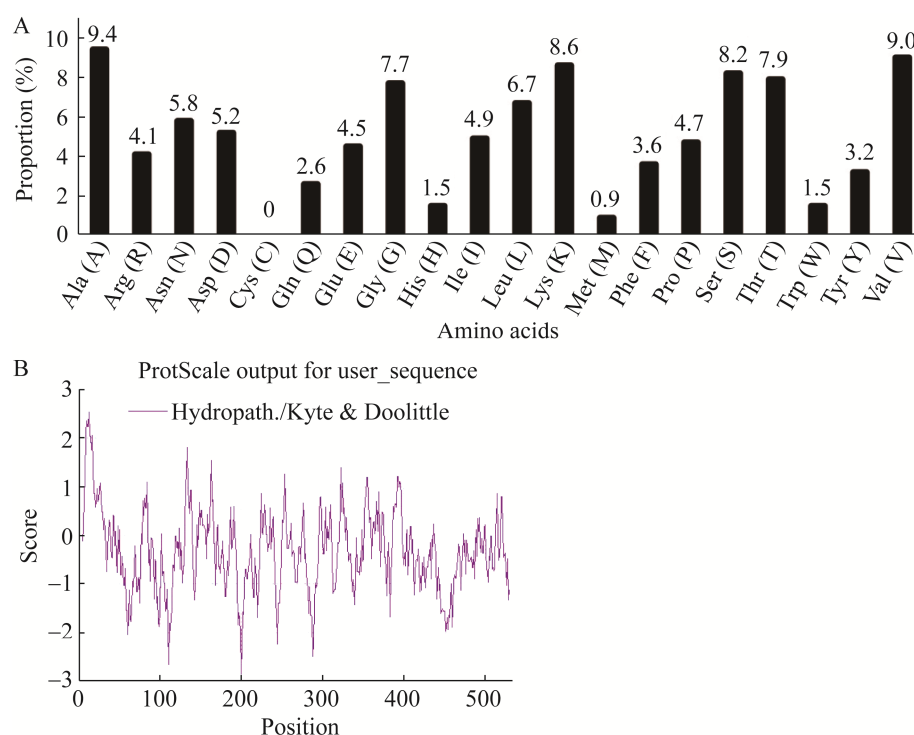 A
Proportion (%)
10
8
6
4
2
0
9.4
4.1
5.8
5.2
0
2.6
4.5
7.7
1.5
4.9
6.7
8.6
0.9
3.6
4.7
8.2
7.9
1.5
3.2
9.0
Ala (A)
Arg (R)
Asn (N)
Asp (D)
Cys (C)
Gln (Q)
Glu (E)
Gly (G)
His (H)
Ile (I)
Leu (L)
Lys (K)
Met (M)
Phe (F)
Pro (P)
Ser (S)
Thr (T)
Trp (W)
Tyr (Y)
Val (V)
Amino acids
B
ProtScale output for user_sequence
Hydropath./Kyte & Doolittle
Score
3
2
1
0
−1
−2
−3
0
100
200
300
400
500
Position